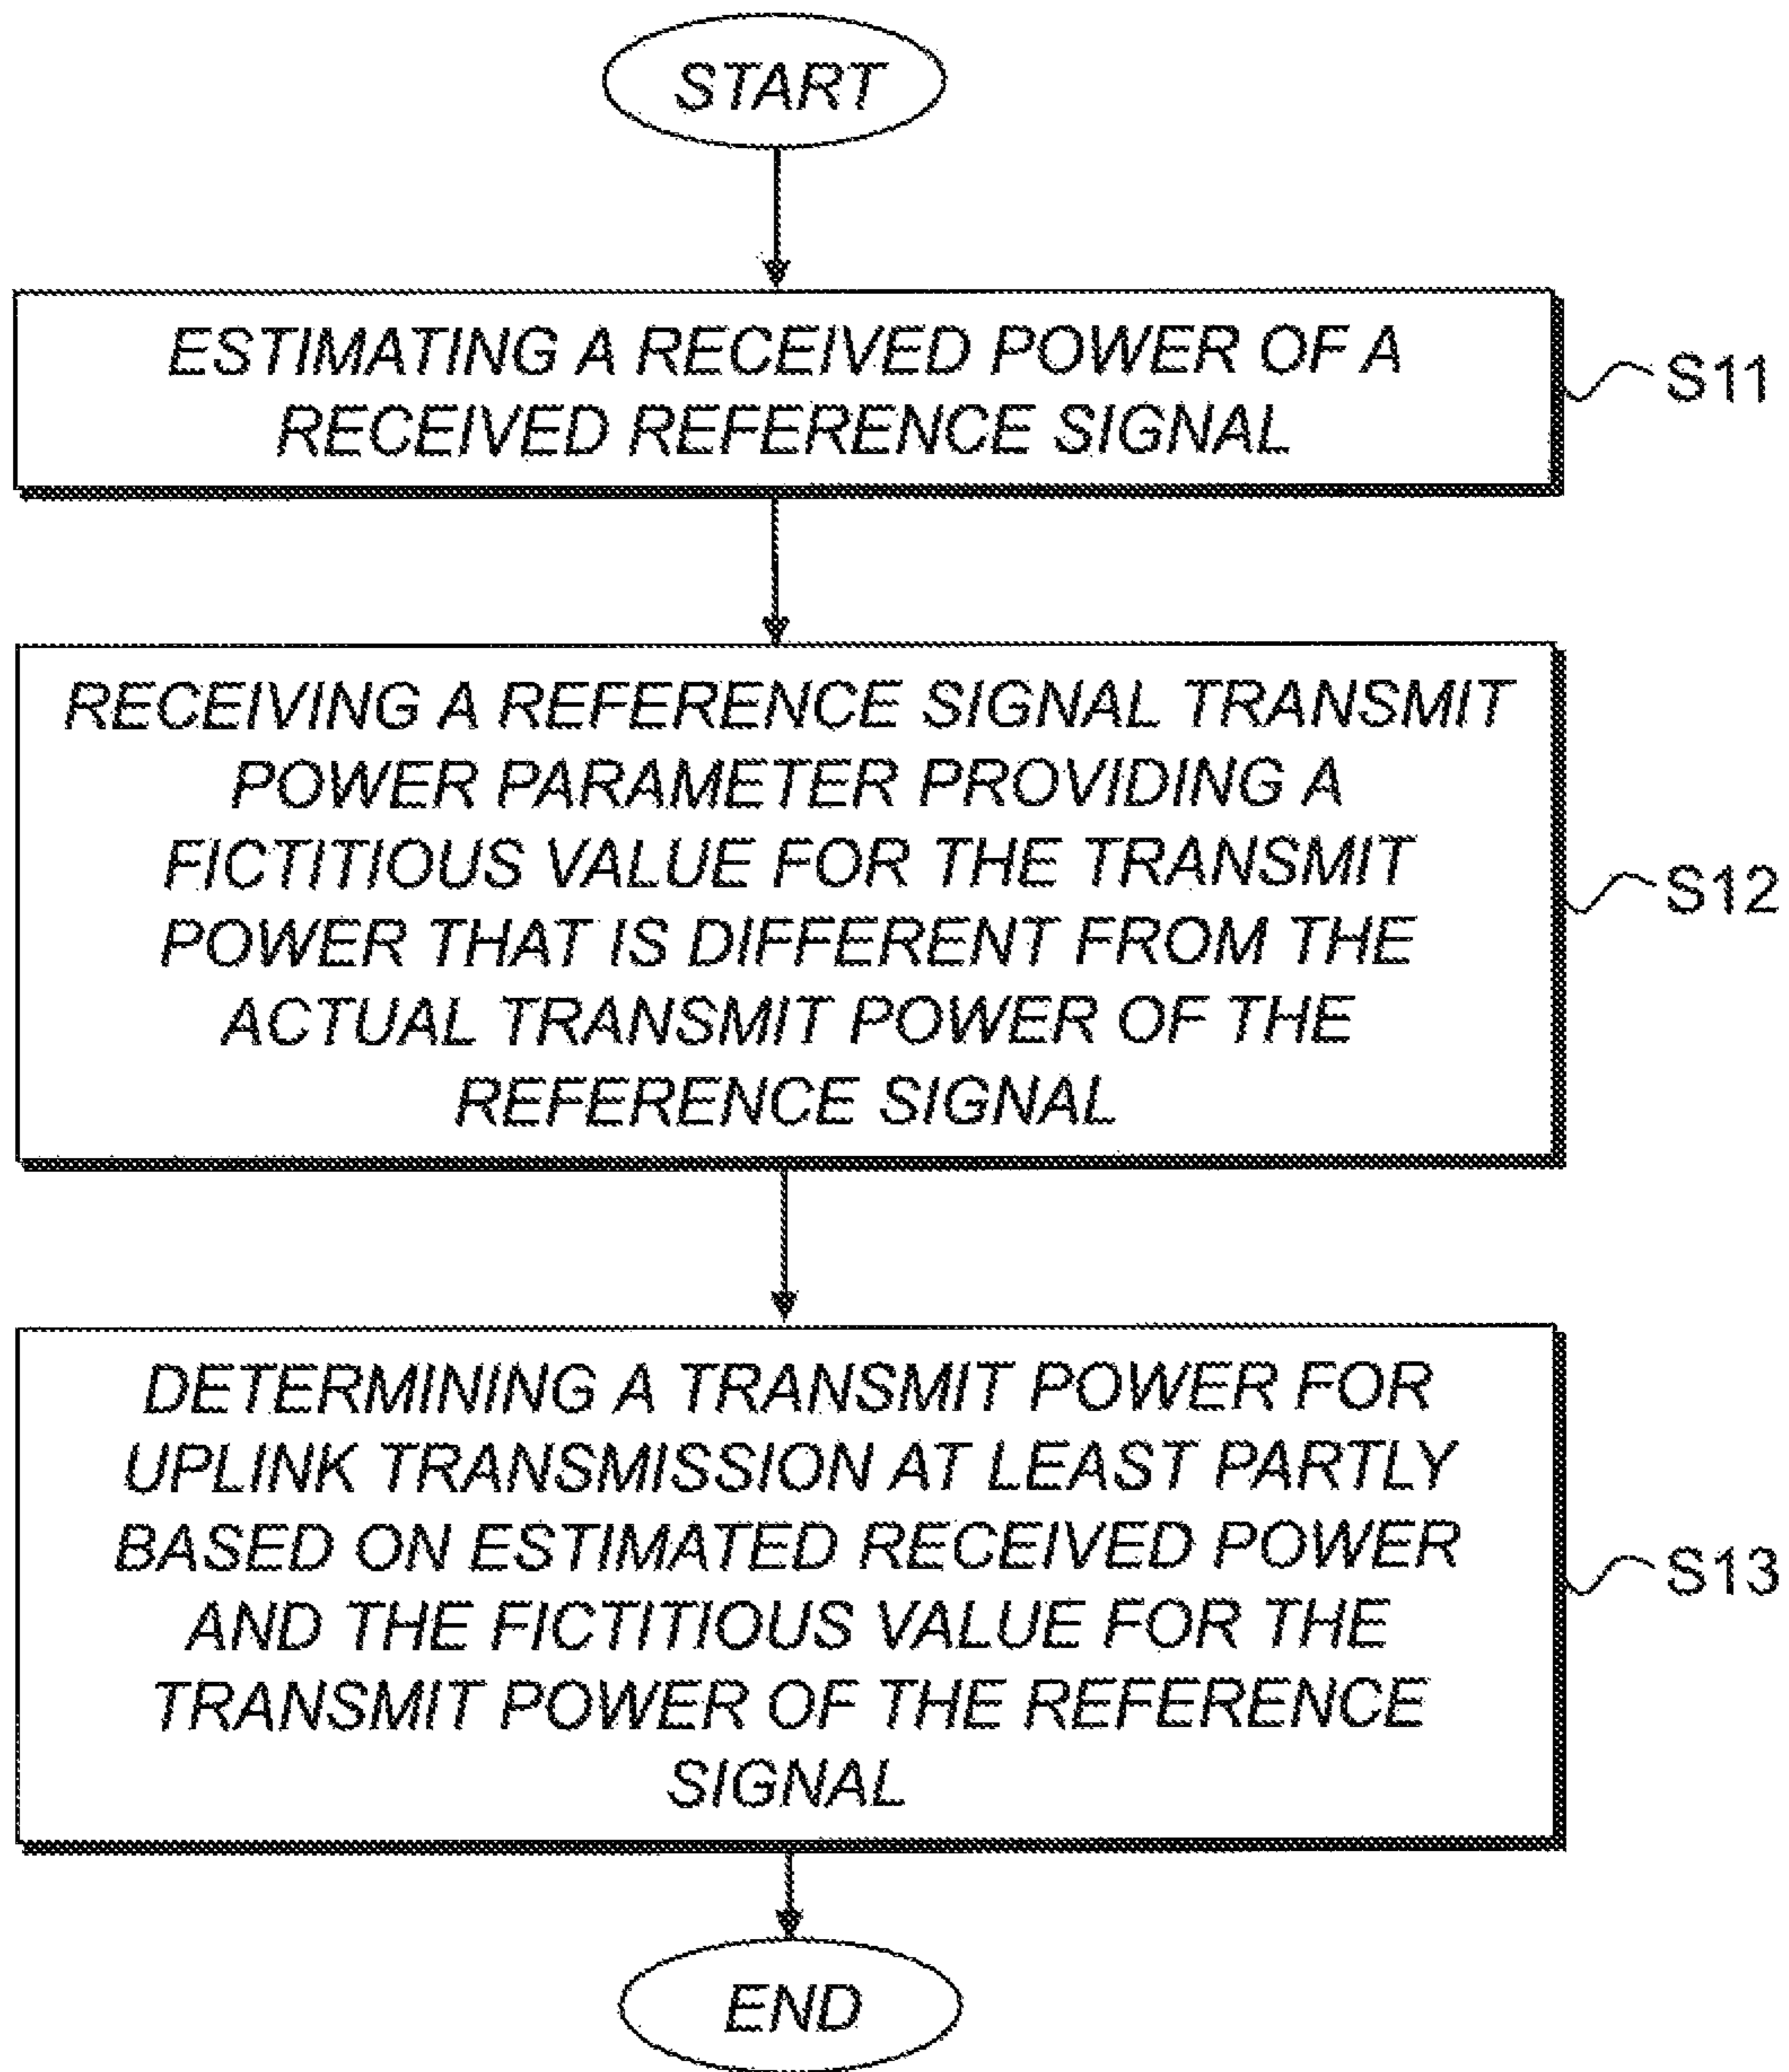 START
ESTIMATING A RECEIVED POWER OF A
RECEIVED REFERENCE SIGNAL
S11
RECEIVING A REFERENCE SIGNAL TRANSMIT
POWER PARAMETER PROVIDING A
FICTITIOUS VALUE FOR THE TRANSMIT
POWER THAT IS DIFFERENT FROM THE
ACTUAL TRANSMIT POWER OF THE
REFERENCE SIGNAL
S12
DETERMINING A TRANSMIT POWER FOR
UPLINK TRANSMISSION AT LEAST PARTLY
BASED ON ESTIMATED RECEIVED POWER
AND THE FICTITIOUS VALUE FOR THE
TRANSMIT POWER OF THE REFERENCE
SIGNAL
S13
END